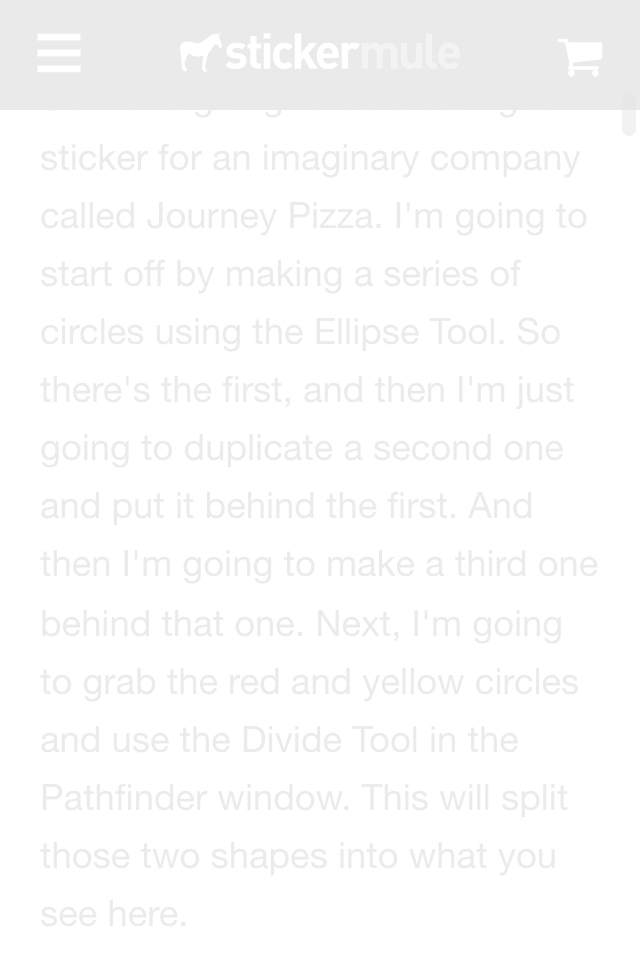 stickermule
sticker for an imaginary company
called Journey Pizza. I'm going to
start off by making a series of
circles using the Ellipse Tool. So
there's the first, and then I'm just
going to duplicate a second one
and put it behind the first. And
then I'm going to make a third one
behind that one. Next, I'm going
to grab the red and yellow circles
and use the Divide Tool in the
Pathfinder window. This will split
those two shapes into what you
see here.